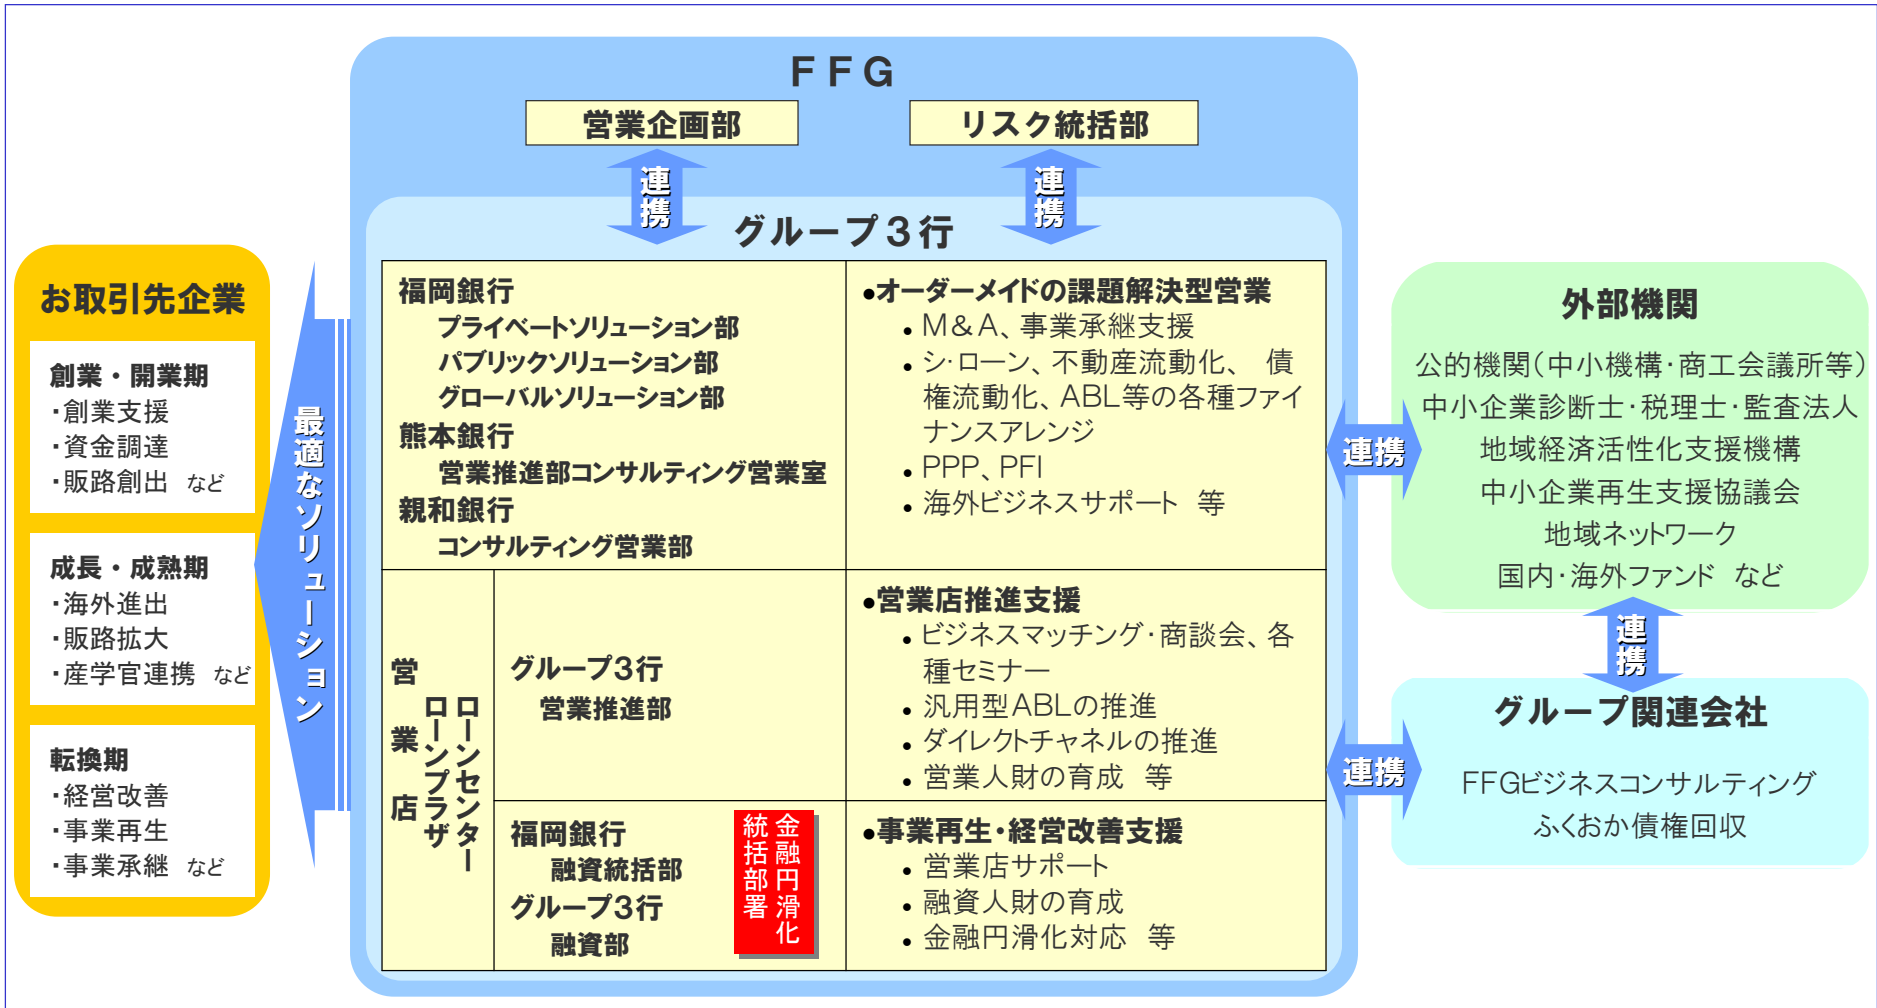 FFG
営業企画部
リスク統括部
連携
連携
グループ3行
お取引先企業
創業・開業期
・創業支援
・資金調達
・販路創出 など
成長・成熟期
・海外進出
・販路拡大
・産学官連携 など
転換期
・経営改善
・事業再生
・事業承継 など
最適なソリューション
福岡銀行
プライベートソリューション部
パブリックソリューション部
グローバルソリューション部
熊本銀行
営業推進部コンサルティング営業室
親和銀行
コンサルティング営業部
●オーダーメイドの課題解決型営業
● M&A、事業承継支援
● シ・ローン、不動産流動化、 債
権流動化、ABL等の各種ファイ
ナンスアレンジ
● PPP、PFI
● 海外ビジネスサポート 等
営業店
ローンセンター
ローンプラザ
グループ3行
営業推進部
●営業店推進支援
● ビジネスマッチング・商談会、各
種セミナー
● 汎用型ABLの推進
● ダイレクトチャネルの推進
● 営業人財の育成 等
福岡銀行
融資統括部
グループ3行
融資部
金融円滑化
統括部署
●事業再生・経営改善支援
● 営業店サポート
● 融資人財の育成
● 金融円滑化対応 等
連携
連携
外部機関
公的機関(中小機構・商工会議所等)
中小企業診断士・税理士・監査法人
地域経済活性化支援機構
中小企業再生支援協議会
地域ネットワーク
国内・海外ファンド など
連携
グループ関連会社
FFGビジネスコンサルティング
ふくおか債権回収